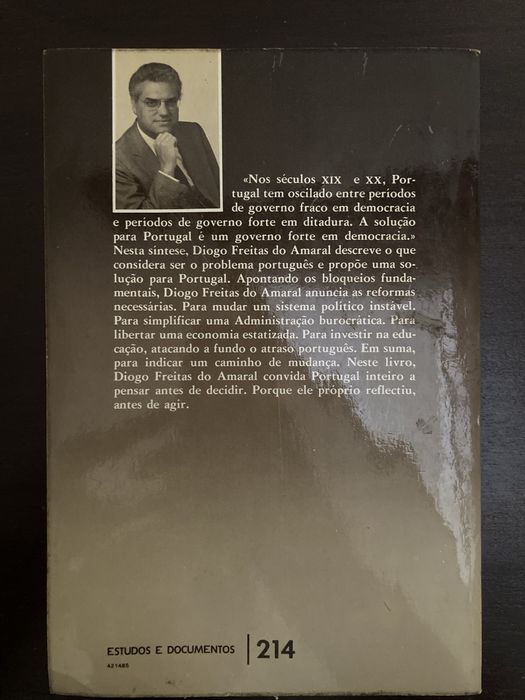 «Nos séculos XIX e XX, Por-
tugal tem oscilado entre períodos
de governo fraco em democracia
e períodos de governo forte em ditadura. A solução
para Portugal é um governo forte em democracia.»
Nesta síntese, Diogo Freitas do Amaral descreve o que
considera ser o problema português e propõe uma so-
lução para Portugal. Apontando os bloqueios funda-
mentais, Diogo Freitas do Amaral anuncia as reformas
necessárias. Para mudar um sistema político instável.
Para simplificar uma Administração burocrática. Para
libertar uma economia estatizada. Para investir na edu-
cação, atacando a fundo o atraso português. Em suma,
para indicar um caminho de mudança. Neste livro,
Diogo Freitas do Amaral convida Portugal inteiro a
pensar antes de decidir. Porque ele próprio reflectiu,
antes de agir.
ESTUDOS E DOCUMENTOS | 214
421485